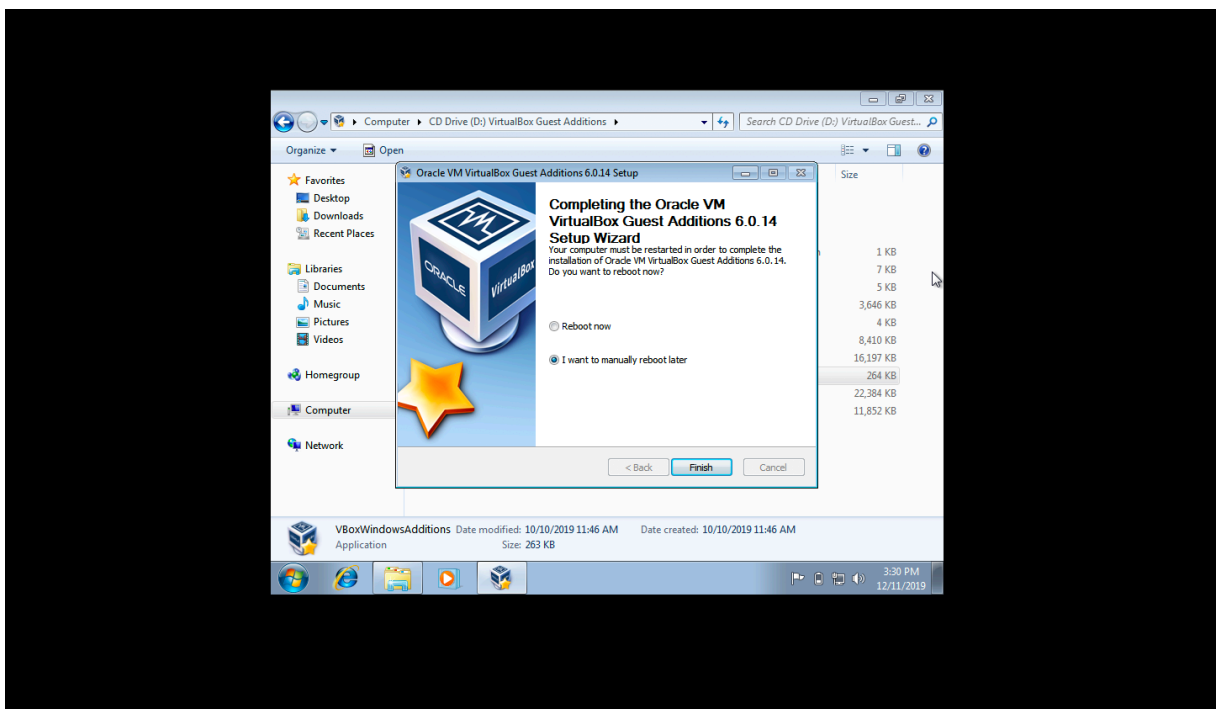 Computer ▸ CD Drive (D:) VirtualBox Guest Additions ▸
Search CD Drive (D:) VirtualBox Guest...
Organize ▾ Open
Favorites
Desktop
Downloads
Recent Places
Libraries
Documents
Music
Pictures
Videos
Homegroup
Computer
Network
Oracle VM VirtualBox Guest Additions 6.0.14 Setup
ORACLE
VirtualBox
Completing the Oracle VM
VirtualBox Guest Additions 6.0.14
Setup Wizard
Your computer must be restarted in order to complete the
installation of Oracle VM VirtualBox Guest Additions 6.0.14.
Do you want to reboot now?
Reboot now
I want to manually reboot later
< Back Finish Cancel
Size
1 KB
7 KB
5 KB
3,646 KB
4 KB
8,410 KB
16,197 KB
264 KB
22,384 KB
11,852 KB
VBoxWindowsAdditions Date modified: 10/10/2019 11:46 AM Date created: 10/10/2019 11:46 AM
Application Size: 263 KB
3:30 PM
12/11/2019